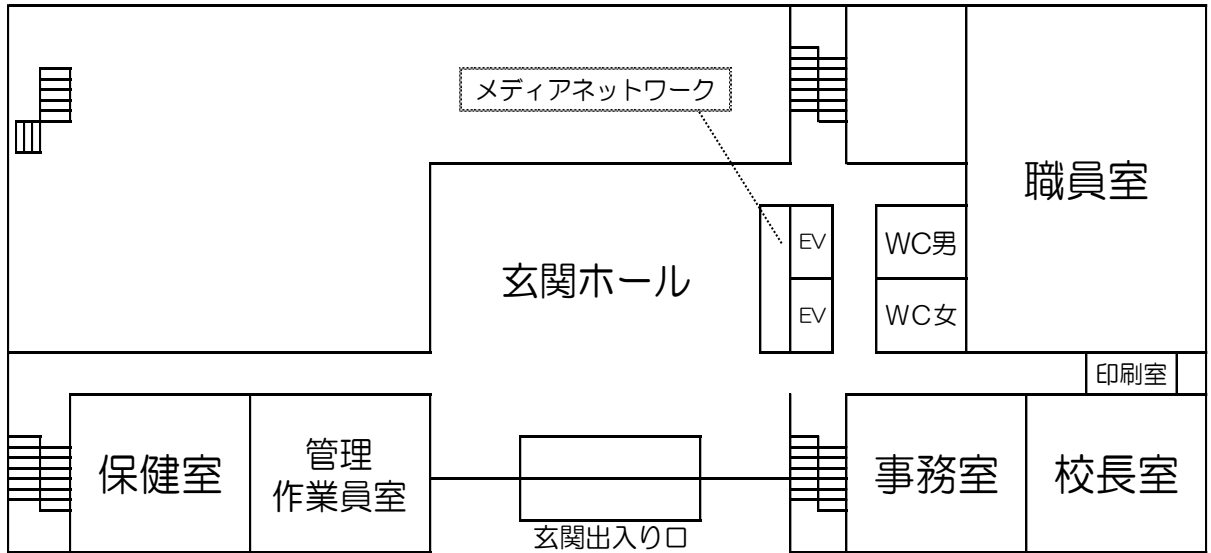 メディアネットワーク
職員室
EV
WC男
玄関ホール
EV
WC女
印刷室
保健室
管理
作業員室
事務室
校長室
玄関出入り口